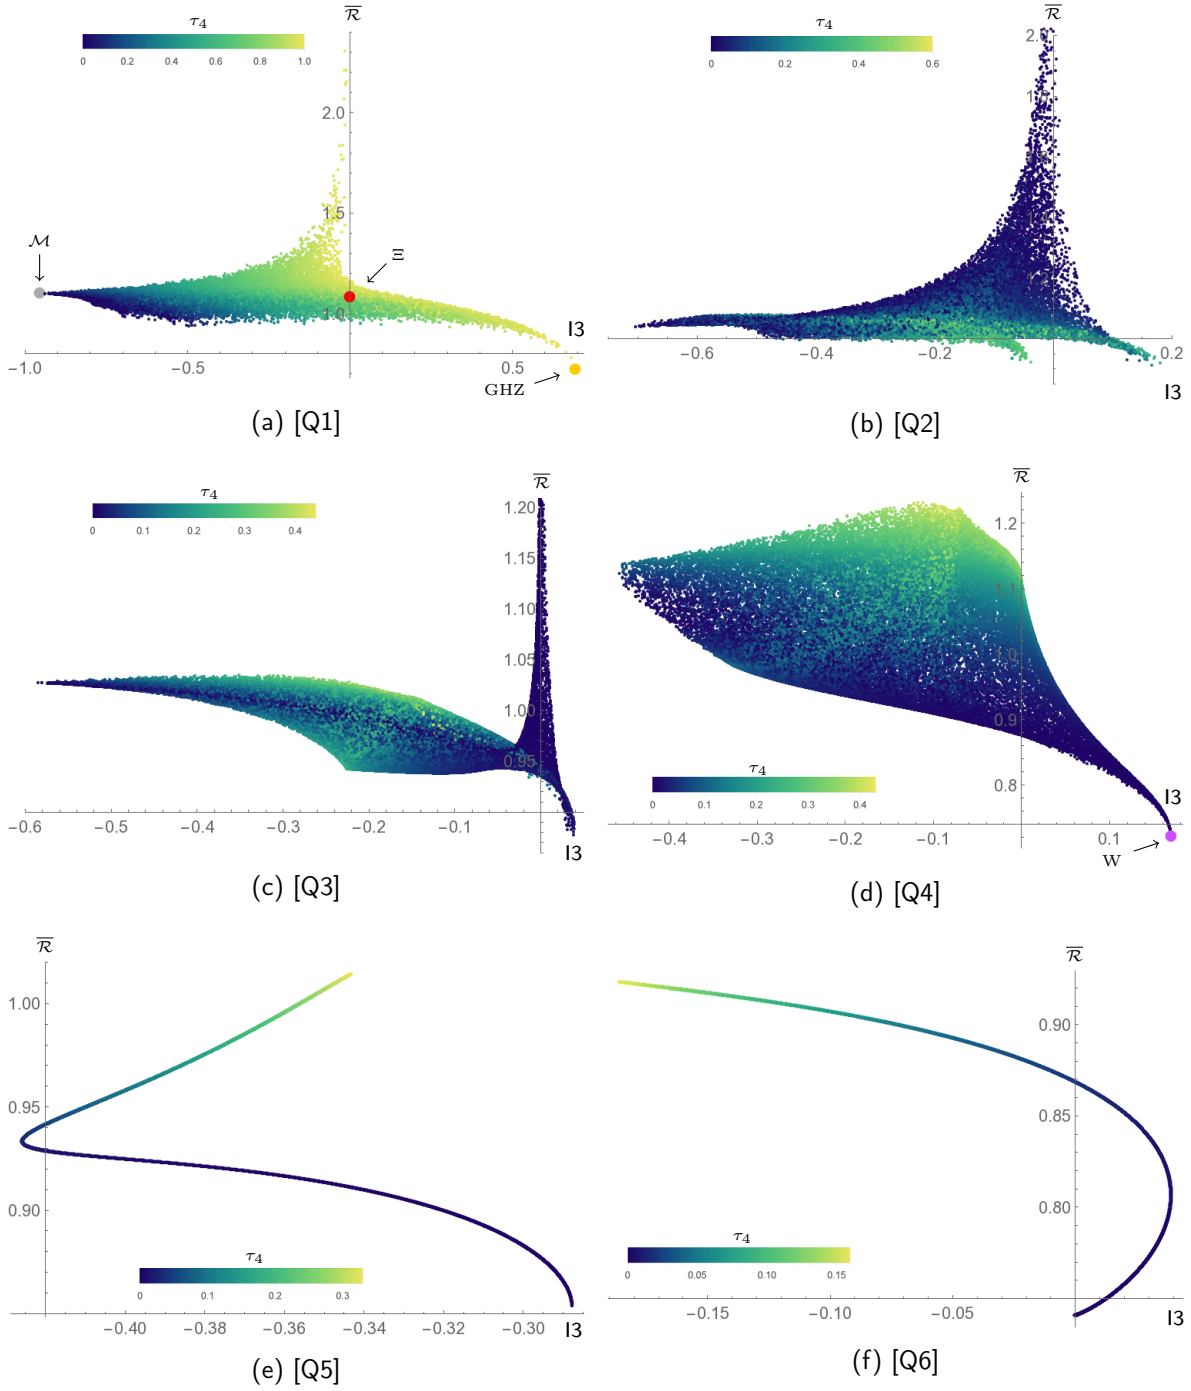 τ4
0 0.2 0.4 0.6 0.8 1.0
R̄
2.0
1.5
1.0
M
Ξ
I3
−1.0 −0.5 0.5
GHZ
(a) [Q1]
τ4
0 0.2 0.4 0.6
R̄
2.0
1.8
1.4
1.2
−0.6 −0.4 −0.2 0.2
I3
(b) [Q2]
τ4
0 0.1 0.2 0.3 0.4
R̄
1.20
1.15
1.10
1.05
1.00
0.95
−0.6 −0.5 −0.4 −0.3 −0.2 −0.1
I3
(c) [Q3]
R̄
1.2
1.1
1.0
0.9
0.8
τ4
0 0.1 0.2 0.3 0.4
I3
−0.4 −0.3 −0.2 −0.1 0.1
W
(d) [Q4]
R̄
1.00
0.95
0.90
τ4
0 0.1 0.2 0.3
−0.40 −0.38 −0.36 −0.34 −0.32 −0.30
I3
(e) [Q5]
R̄
0.90
0.85
0.80
τ4
0 0.05 0.10 0.15
−0.15 −0.10 −0.05
I3
(f) [Q6]